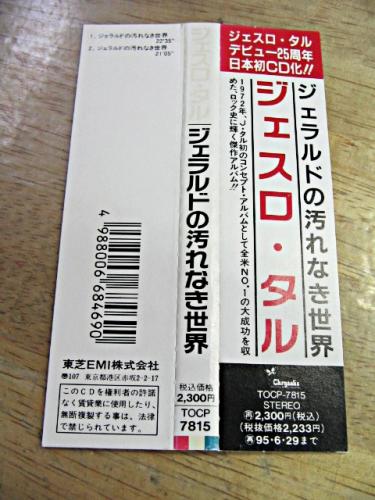 1. ジェラルドの汚れなき世界
22'35"
2. ジェラルドの汚れなき世界
21'05"
4988006684690
東芝EMI株式会社
〠107 東京都港区赤坂2-2-17
このCDを権利者の許諾
なく賃貸業に使用したり、
無断複製する事は、法律
で禁じられています。
ジェスロ・タル
ジェラルドの汚れなき世界
税込価格
2,300円
TOCP
7815
ジェスロ・タル
デビュー25周年
日本初CD化!!
ジェラルドの汚れなき世界
ジェスロ・タル
1972年、J・タル初のコンセプト・アルバムとして全米NO.1の大成功を収
めた、ロック史に輝く傑作アルバム!!
Chrysalis
TOCP-7815
STEREO
再2,300円(税込)
(税抜価格2,233円)
再95・6・29まで